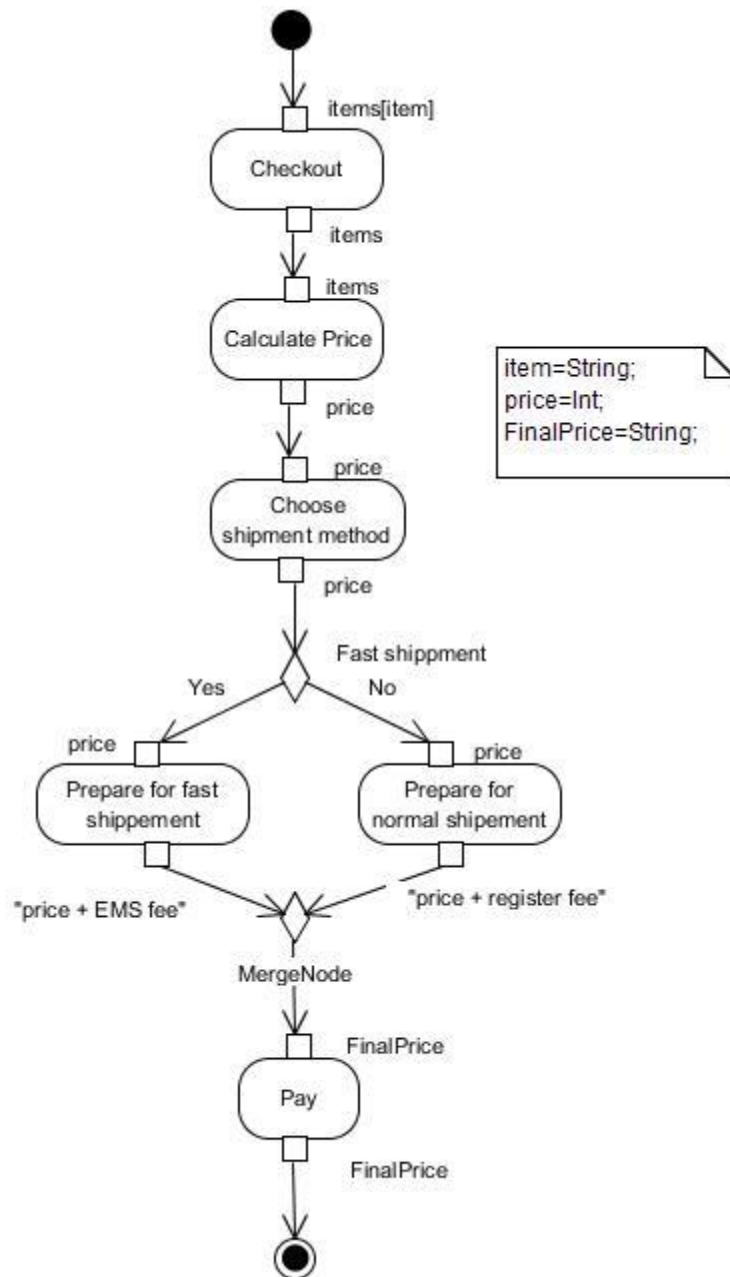 items[item]
Checkout
items
items
Calculate Price
price
item=String;
price=Int;
FinalPrice=String;
price
Choose
shipment method
price
Fast shippment
Yes
No
price
price
Prepare for fast
shippement
Prepare for
normal shipement
"price + EMS fee"
"price + register fee"
MergeNode
FinalPrice
Pay
FinalPrice